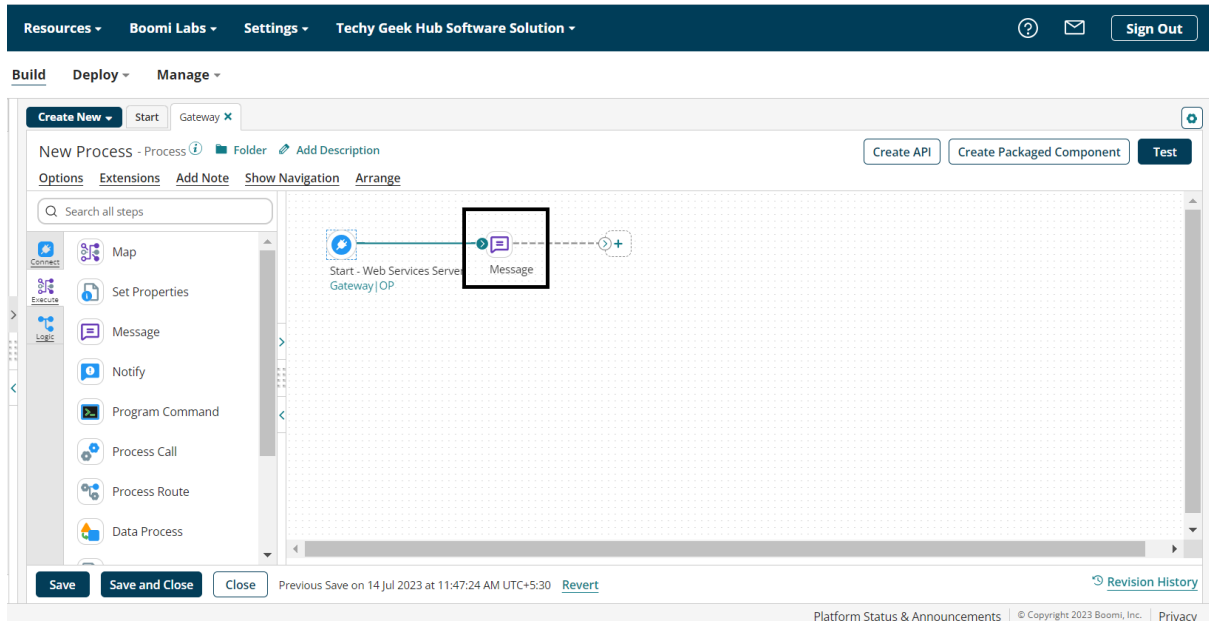 Resources Boomi Labs Settings Techy Geek Hub Software Solution ? Sign Out
Build Deploy Manage
Create New Start Gateway ×
New Process - Process i Folder Add Description Create API Create Packaged Component Test
Options Extensions Add Note Show Navigation Arrange
Search all steps
Connect
Execute
Logic
Map
Set Properties
Message
Notify
Program Command
Process Call
Process Route
Data Process
Start - Web Services Server Message
Gateway|OP
Save Save and Close Close Previous Save on 14 Jul 2023 at 11:47:24 AM UTC+5:30 Revert Revision History
Platform Status & Announcements © Copyright 2023 Boomi, Inc. Privacy